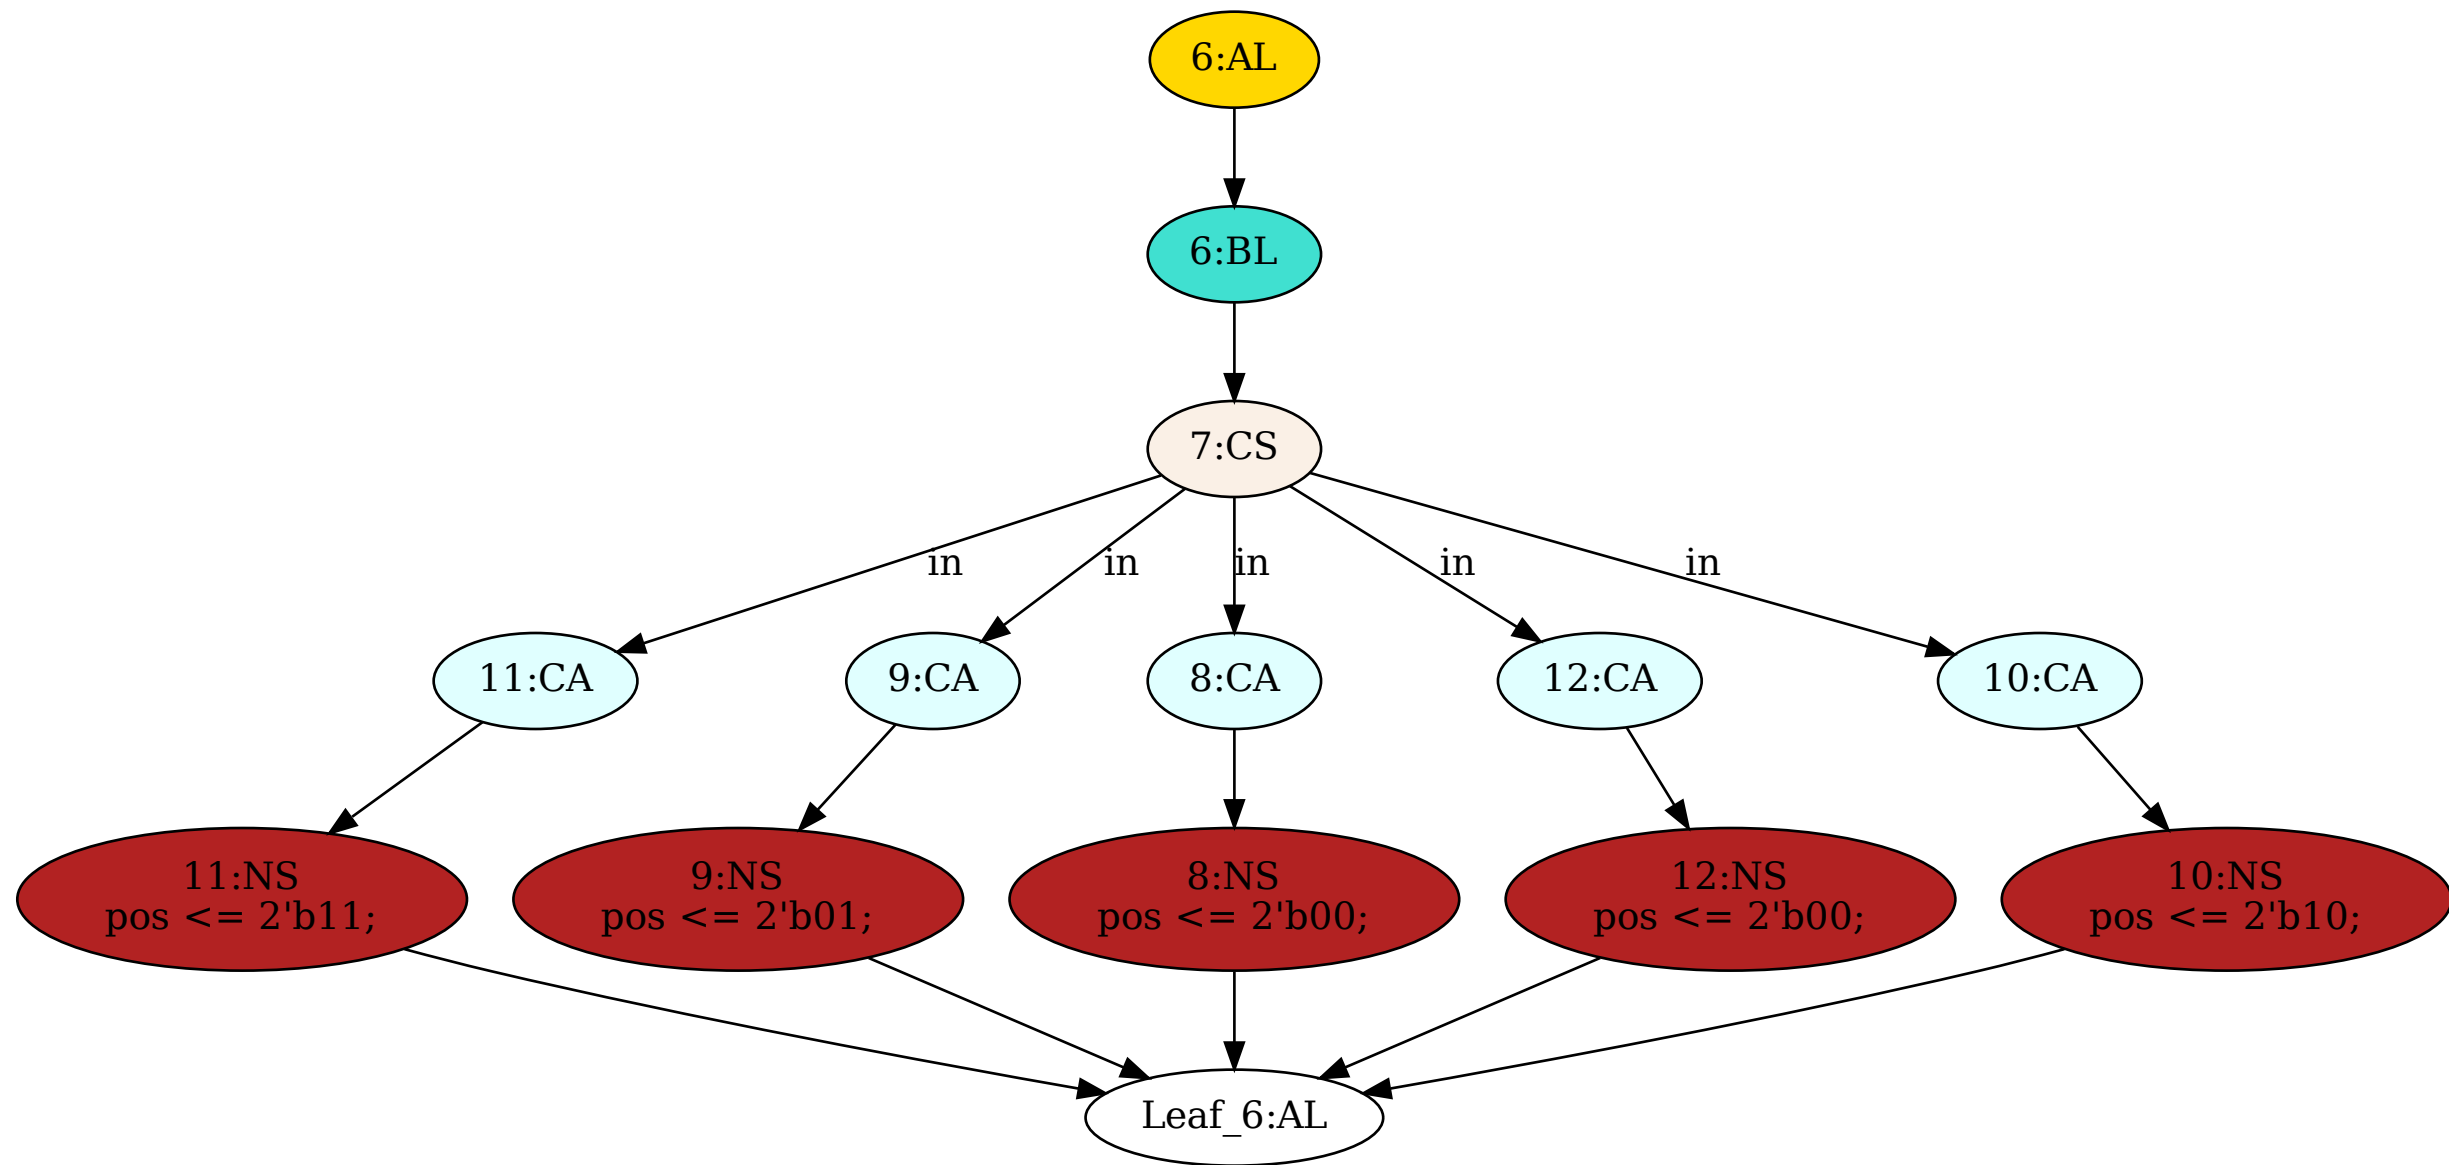 6:AL
6:BL
7:CS
in
in
in
in
in
11:CA
9:CA
8:CA
12:CA
10:CA
11:NS
pos <= 2'b11;
9:NS
pos <= 2'b01;
8:NS
pos <= 2'b00;
12:NS
pos <= 2'b00;
10:NS
pos <= 2'b10;
Leaf_6:AL